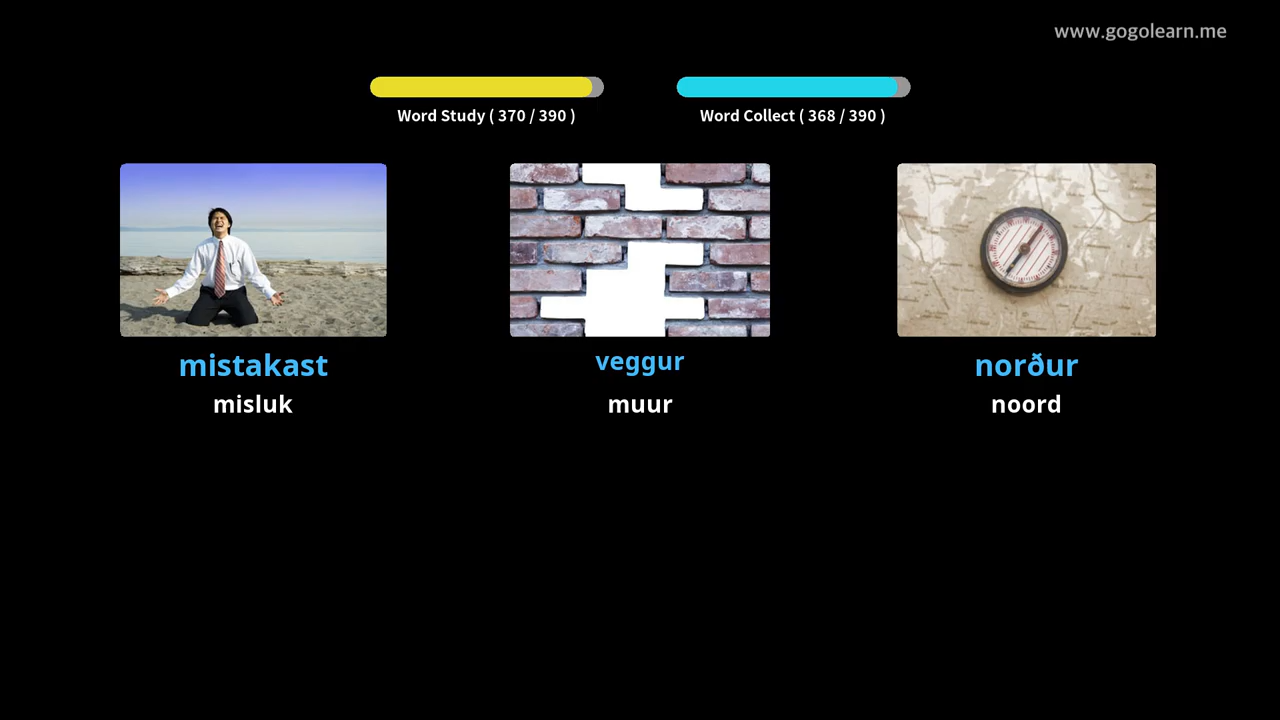 www.gogolearn.me
Word Study ( 370 / 390 )
Word Collect ( 368 / 390 )
mistakast
veggur
norður
misluk
muur
noord